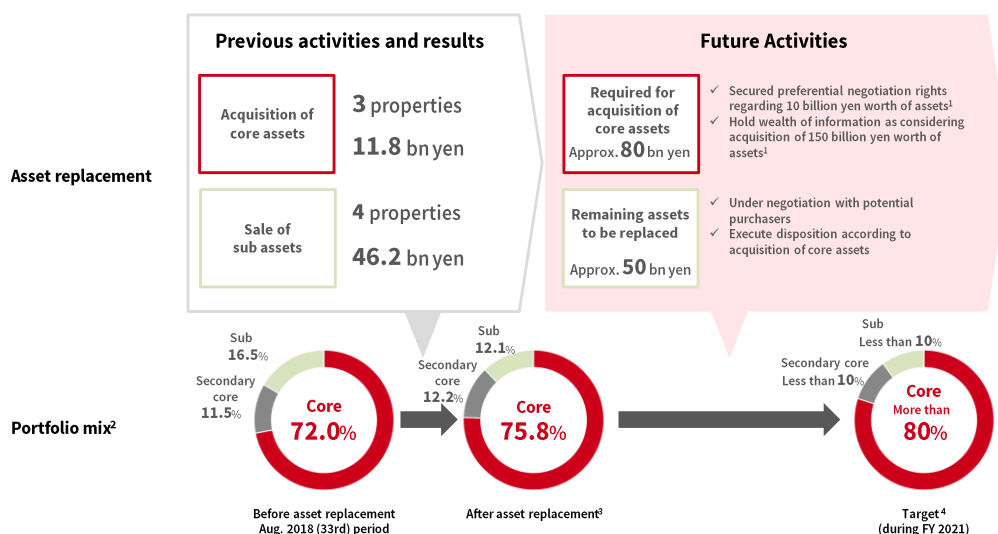 Previous activities and results
Future Activities
Asset replacement
Acquisition of
core assets
3 properties
11.8 bn yen
Sale of
sub assets
4 properties
46.2 bn yen
Required for
acquisition of
core assets
Approx. 80 bn yen
✓ Secured preferential negotiation rights
regarding 10 billion yen worth of assets¹
✓ Hold wealth of information as considering
acquisition of 150 billion yen worth of
assets¹
Remaining assets
to be replaced
Approx. 50 bn yen
✓ Under negotiation with potential
purchasers
✓ Execute disposition according to
acquisition of core assets
Portfolio mix²
Sub
16.5%
Secondary
core
11.5%
Core
72.0%
Before asset replacement
Aug. 2018 (33rd) period
Sub
12.1%
Secondary
core
12.2%
Core
75.8%
After asset replacement³
Sub
Less than 10%
Secondary core
Less than 10%
Core
More than
80%
Target⁴
(during FY 2021)